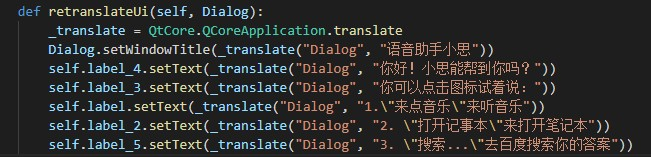 def retranslateUi(self, Dialog):
_translate = QtCore.QCoreApplication.translate
Dialog.setWindowTitle(_translate("Dialog", "语音助手小思"))
self.label_4.setText(_translate("Dialog", "你好！小思能帮到你吗？"))
self.label_3.setText(_translate("Dialog", "你可以点击图标试着说："))
self.label.setText(_translate("Dialog", "1.\"来点音乐\"来听音乐"))
self.label_2.setText(_translate("Dialog", "2. \"打开记事本\"来打开笔记本"))
self.label_5.setText(_translate("Dialog", "3. \"搜索...\"去百度搜索你的答案"))